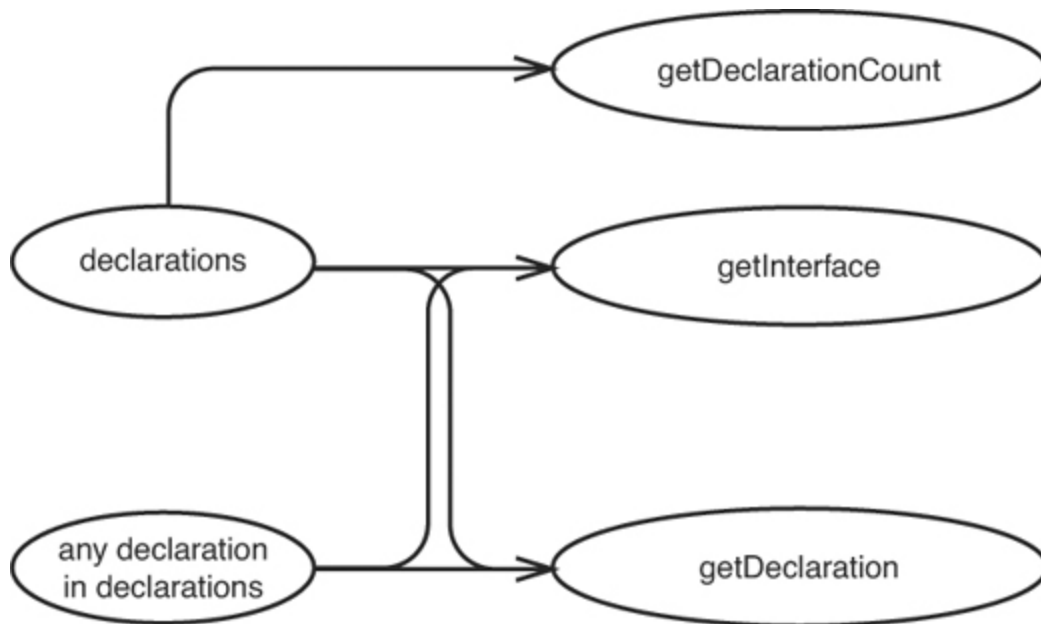 getDeclarationCount
declarations
getInterface
any declaration
in declarations
getDeclaration